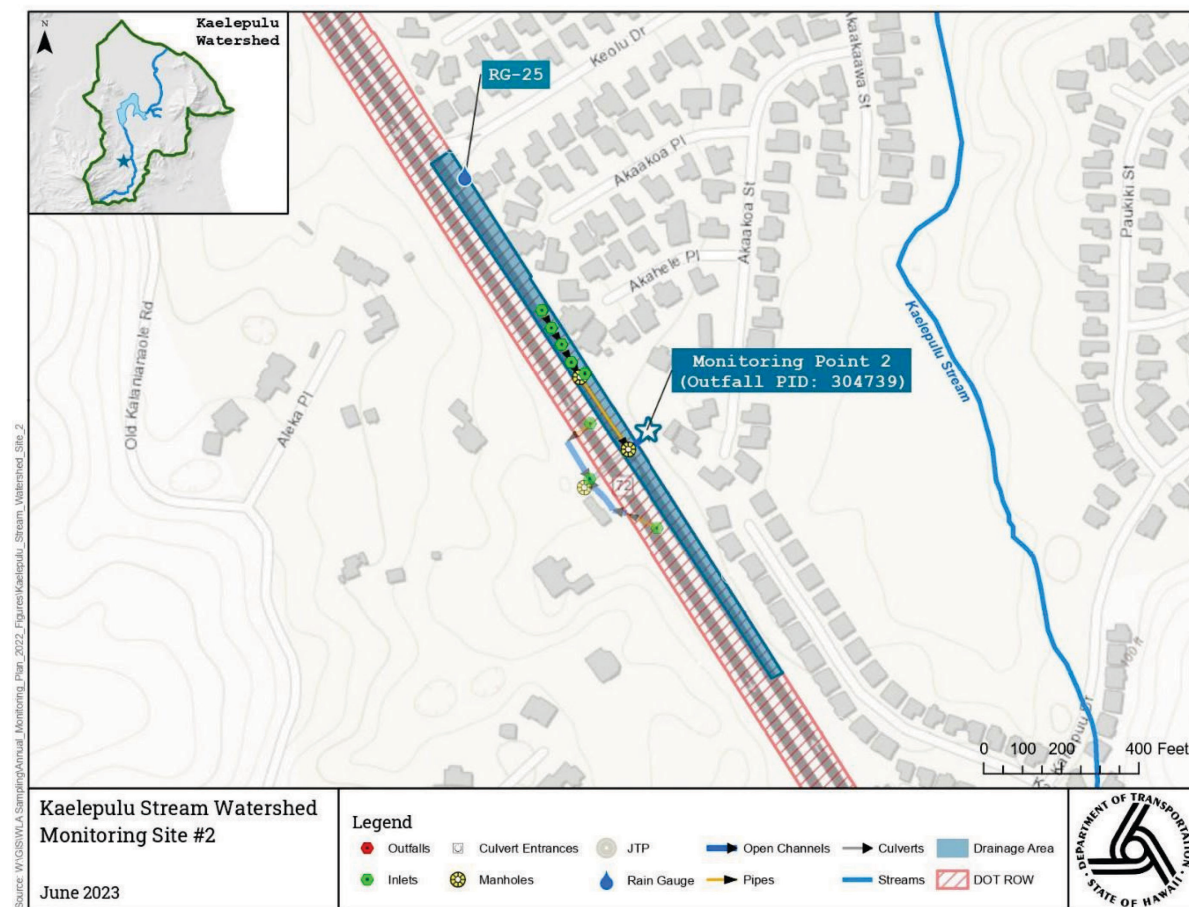 N
Kaelepulu
Watershed
RG-25
Keolu Dr
Akaakaawa St
Akaakoa Pl
Akaakoa St
Akahele Pl
Paukiki St
Kaelepulu Stream
Monitoring Point 2
(Outfall PID: 304739)
Old Kalanianaole Rd
Aleka Pl
72
100 ft
0 100 200 400 Feet
Source: W:\GIS\WLA Sampling\Annual_Monitoring_Plan_2022_Figures\Kaelepulu_Stream_Watershed_Site_2
Kaelepulu Stream Watershed
Monitoring Site #2
June 2023
Legend
Outfalls
Culvert Entrances
JTP
Open Channels
Culverts
Drainage Area
Inlets
Manholes
Rain Gauge
Pipes
Streams
DOT ROW
DEPARTMENT OF TRANSPORTATION
STATE OF HAWAII